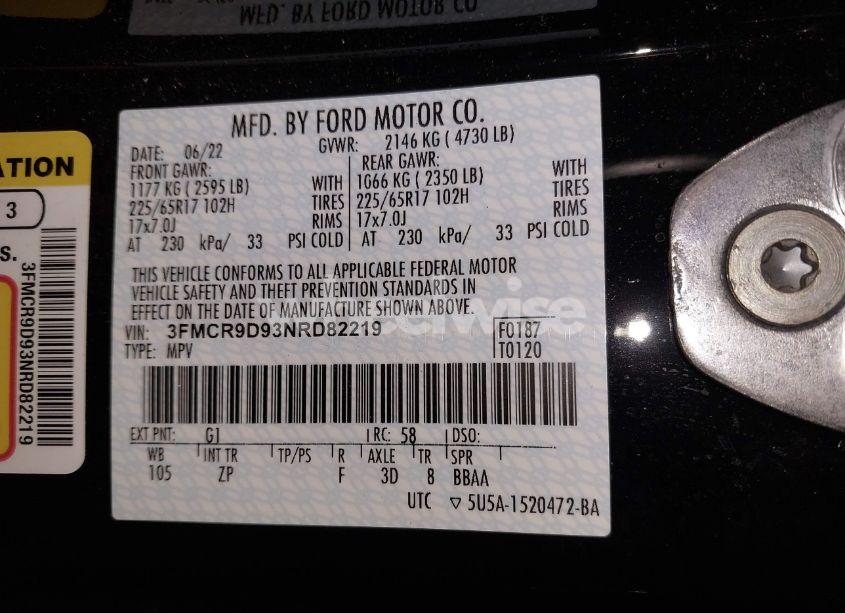 MFD. BY FORD MOTOR CO
MFD. BY FORD MOTOR CO.
DATE: 06/22 GVWR: 2146 KG ( 4730 LB)
FRONT GAWR: REAR GAWR:
1177 KG ( 2595 LB) WITH 1066 KG ( 2350 LB) WITH
225/65R17 102H TIRES 225/65R17 102H TIRES
17x7.0J RIMS 17x7.0J RIMS
AT 230 kPa/ 33 PSI COLD AT 230 kPa/ 33 PSI COLD
THIS VEHICLE CONFORMS TO ALL APPLICABLE FEDERAL MOTOR
VEHICLE SAFETY AND THEFT PREVENTION STANDARDS IN
EFFECT ON THE DATE OF MANUFACTURE SHOWN ABOVE.
VIN: 3FMCR9D93NRD82219 F0187
TYPE: MPV T0120
EXT PNT: G1 RC: 58 DSO:
WB INT TR TP/PS R AXLE TR SPR
105 ZP F 3D 8 BBAA
UTC 5U5A-1520472-BA
ATION
3
S.
3FMCR9D93NRD82219